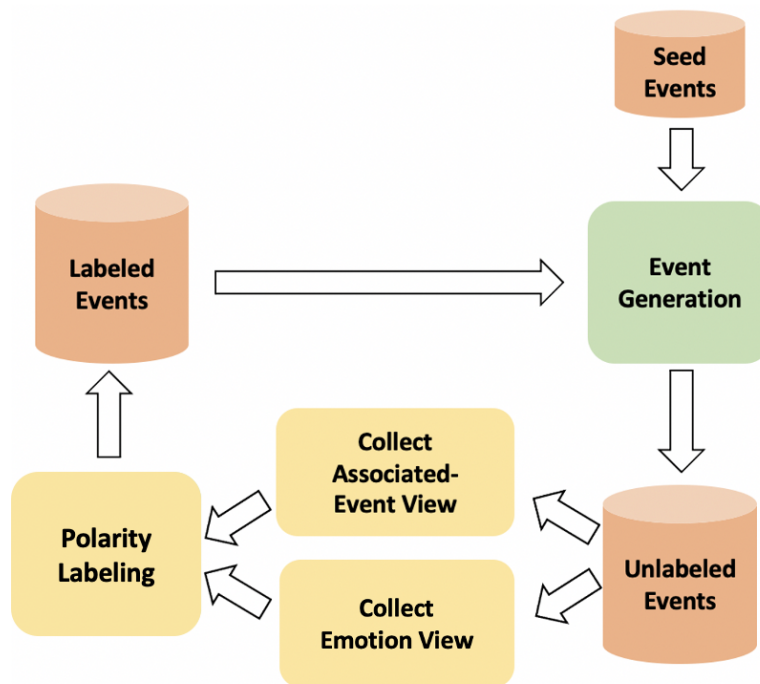 Seed
Events
Labeled
Events
Event
Generation
Collect
Associated-
Event View
Polarity
Labeling
Collect
Emotion View
Unlabeled
Events